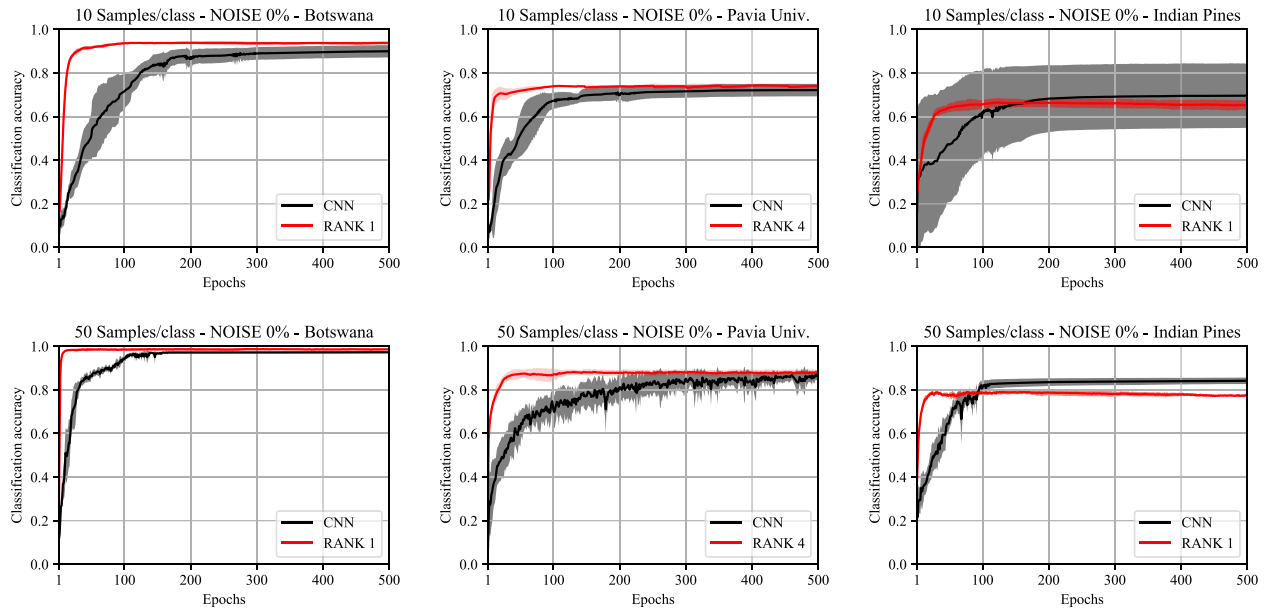 10 Samples/class - NOISE 0% - Botswana
Classification accuracy
1.0
0.8
0.6
0.4
0.2
0.0
CNN
RANK 1
1
100
200
300
400
500
Epochs
10 Samples/class - NOISE 0% - Pavia Univ.
Classification accuracy
1.0
0.8
0.6
0.4
0.2
0.0
CNN
RANK 4
1
100
200
300
400
500
Epochs
10 Samples/class - NOISE 0% - Indian Pines
Classification accuracy
1.0
0.8
0.6
0.4
0.2
0.0
CNN
RANK 1
1
100
200
300
400
500
Epochs
50 Samples/class - NOISE 0% - Botswana
Classification accuracy
1.0
0.8
0.6
0.4
0.2
0.0
CNN
RANK 1
1
100
200
300
400
500
Epochs
50 Samples/class - NOISE 0% - Pavia Univ.
Classification accuracy
1.0
0.8
0.6
0.4
0.2
0.0
CNN
RANK 4
1
100
200
300
400
500
Epochs
50 Samples/class - NOISE 0% - Indian Pines
Classification accuracy
1.0
0.8
0.6
0.4
0.2
0.0
CNN
RANK 1
1
100
200
300
400
500
Epochs